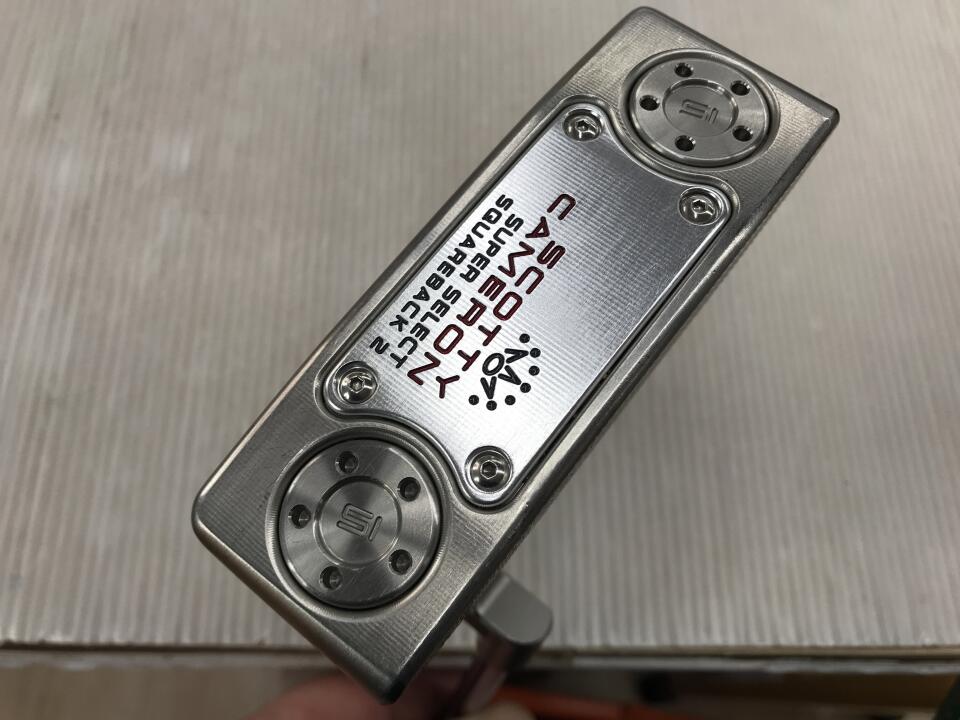 SCOTTY
CAMERON
SUPER SELECT
SQUAREBACK 2
15
15